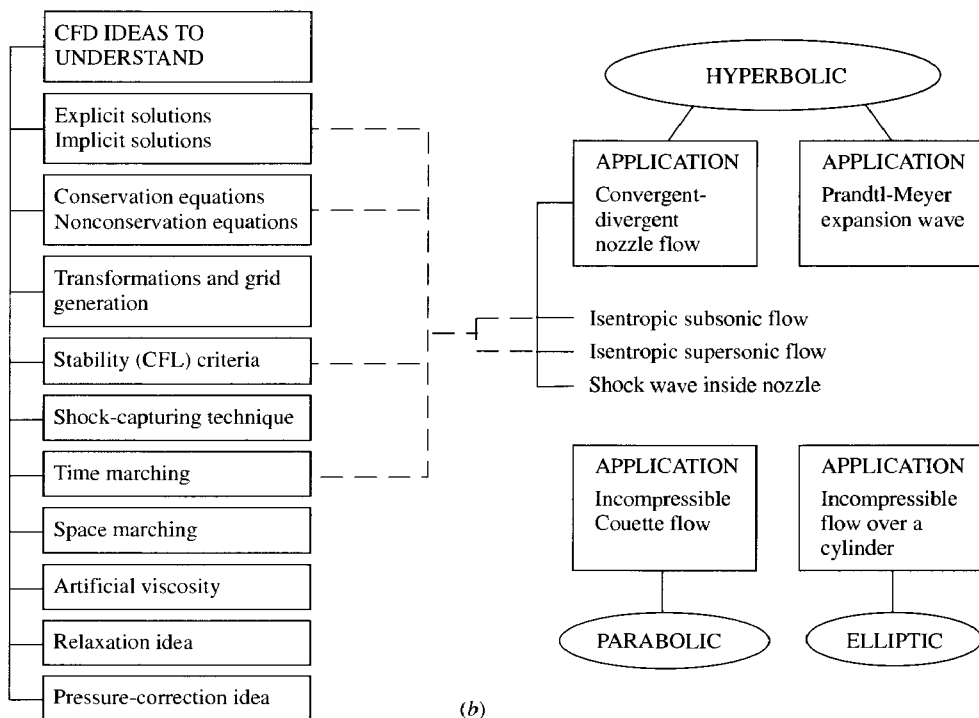 CFD IDEAS TO
UNDERSTAND
Explicit solutions
Implicit solutions
Conservation equations
Nonconservation equations
Transformations and grid
generation
Stability (CFL) criteria
Shock-capturing technique
Time marching
Space marching
Artificial viscosity
Relaxation idea
Pressure-correction idea
HYPERBOLIC
APPLICATION
Convergent-
divergent
nozzle flow
APPLICATION
Prandtl-Meyer
expansion wave
Isentropic subsonic flow
Isentropic supersonic flow
Shock wave inside nozzle
APPLICATION
Incompressible
Couette flow
APPLICATION
Incompressible
flow over a
cylinder
PARABOLIC
ELLIPTIC
(b)